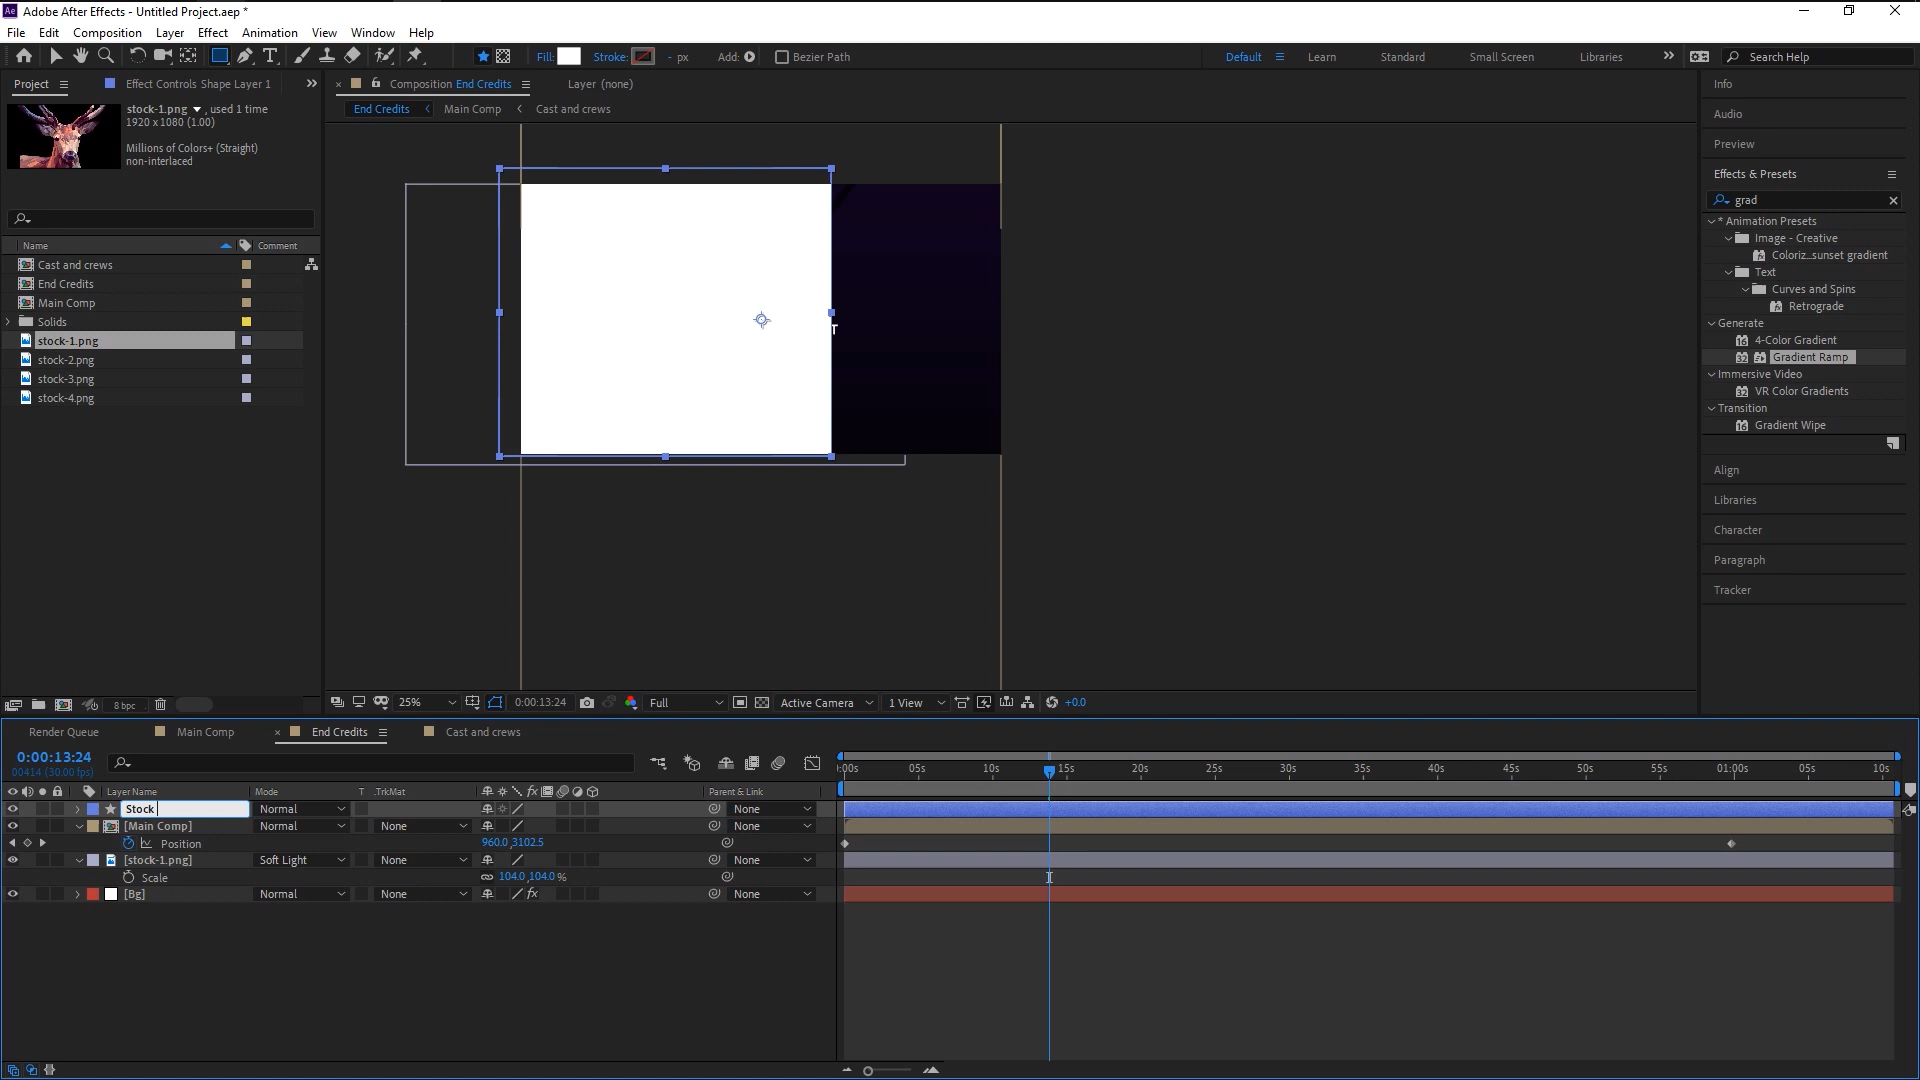 Ae Adobe After Effects - Untitled Project.aep *
File Edit Composition Layer Effect Animation View Window Help
Fill: Stroke: - px Add: Bezier Path Default Learn Standard Small Screen Libraries Search Help
Project Effect Controls Shape Layer 1 Composition End Credits Layer (none) Info
stock-1.png , used 1 time
1920 x 1080 (1.00)
Millions of Colors+ (Straight)
non-interlaced
End Credits Main Comp Cast and crews
Audio
Preview
Effects & Presets
grad
* Animation Presets
Image - Creative
Coloriz_sunset gradient
Text
Curves and Spins
Retrograde
Generate
4-Color Gradient
Gradient Ramp
Immersive Video
VR Color Gradients
Transition
Gradient Wipe
Align
Libraries
Character
Paragraph
Tracker
Name Comment
Cast and crews
End Credits
Main Comp
Solids
stock-1.png
stock-2.png
stock-3.png
stock-4.png
T
8 bpc
25% 0:00:13:24 Full Active Camera 1 View +0.0
Render Queue Main Comp End Credits Cast and crews
0:00:13:24
00414 (30.00 fps)
:00s 05s 10s 15s 20s 25s 30s 35s 40s 45s 50s 55s 01:00s 05s 10s
Layer Name Mode T .TrkMat fx Parent & Link
Stock Normal None
[Main Comp] Normal None None
Position 960.0,3102.5
[stock-1.png] Soft Light None None
Scale 104.0,104.0%
[Bg] Normal None fx None